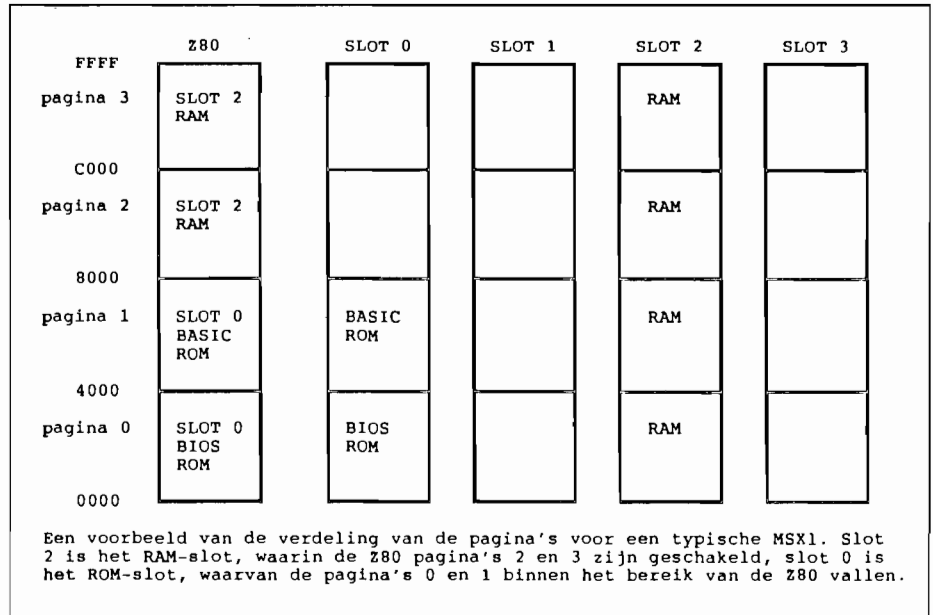 Z80 SLOT 0 SLOT 1 SLOT 2 SLOT 3
FFFF
pagina 3 SLOT 2 RAM
RAM
C000
pagina 2 SLOT 2 RAM
RAM
8000
pagina 1 SLOT 0 BASIC RAM
BASIC ROM
ROM
4000
pagina 0 SLOT 0 BIOS RAM
BIOS ROM
ROM
0000
Een voorbeeld van de verdeling van de pagina's voor een typische MSX1. Slot
2 is het RAM-slot, waarin de Z80 pagina's 2 en 3 zijn geschakeld, slot 0 is
het ROM-slot, waarvan de pagina's 0 en 1 binnen het bereik van de Z80 vallen.